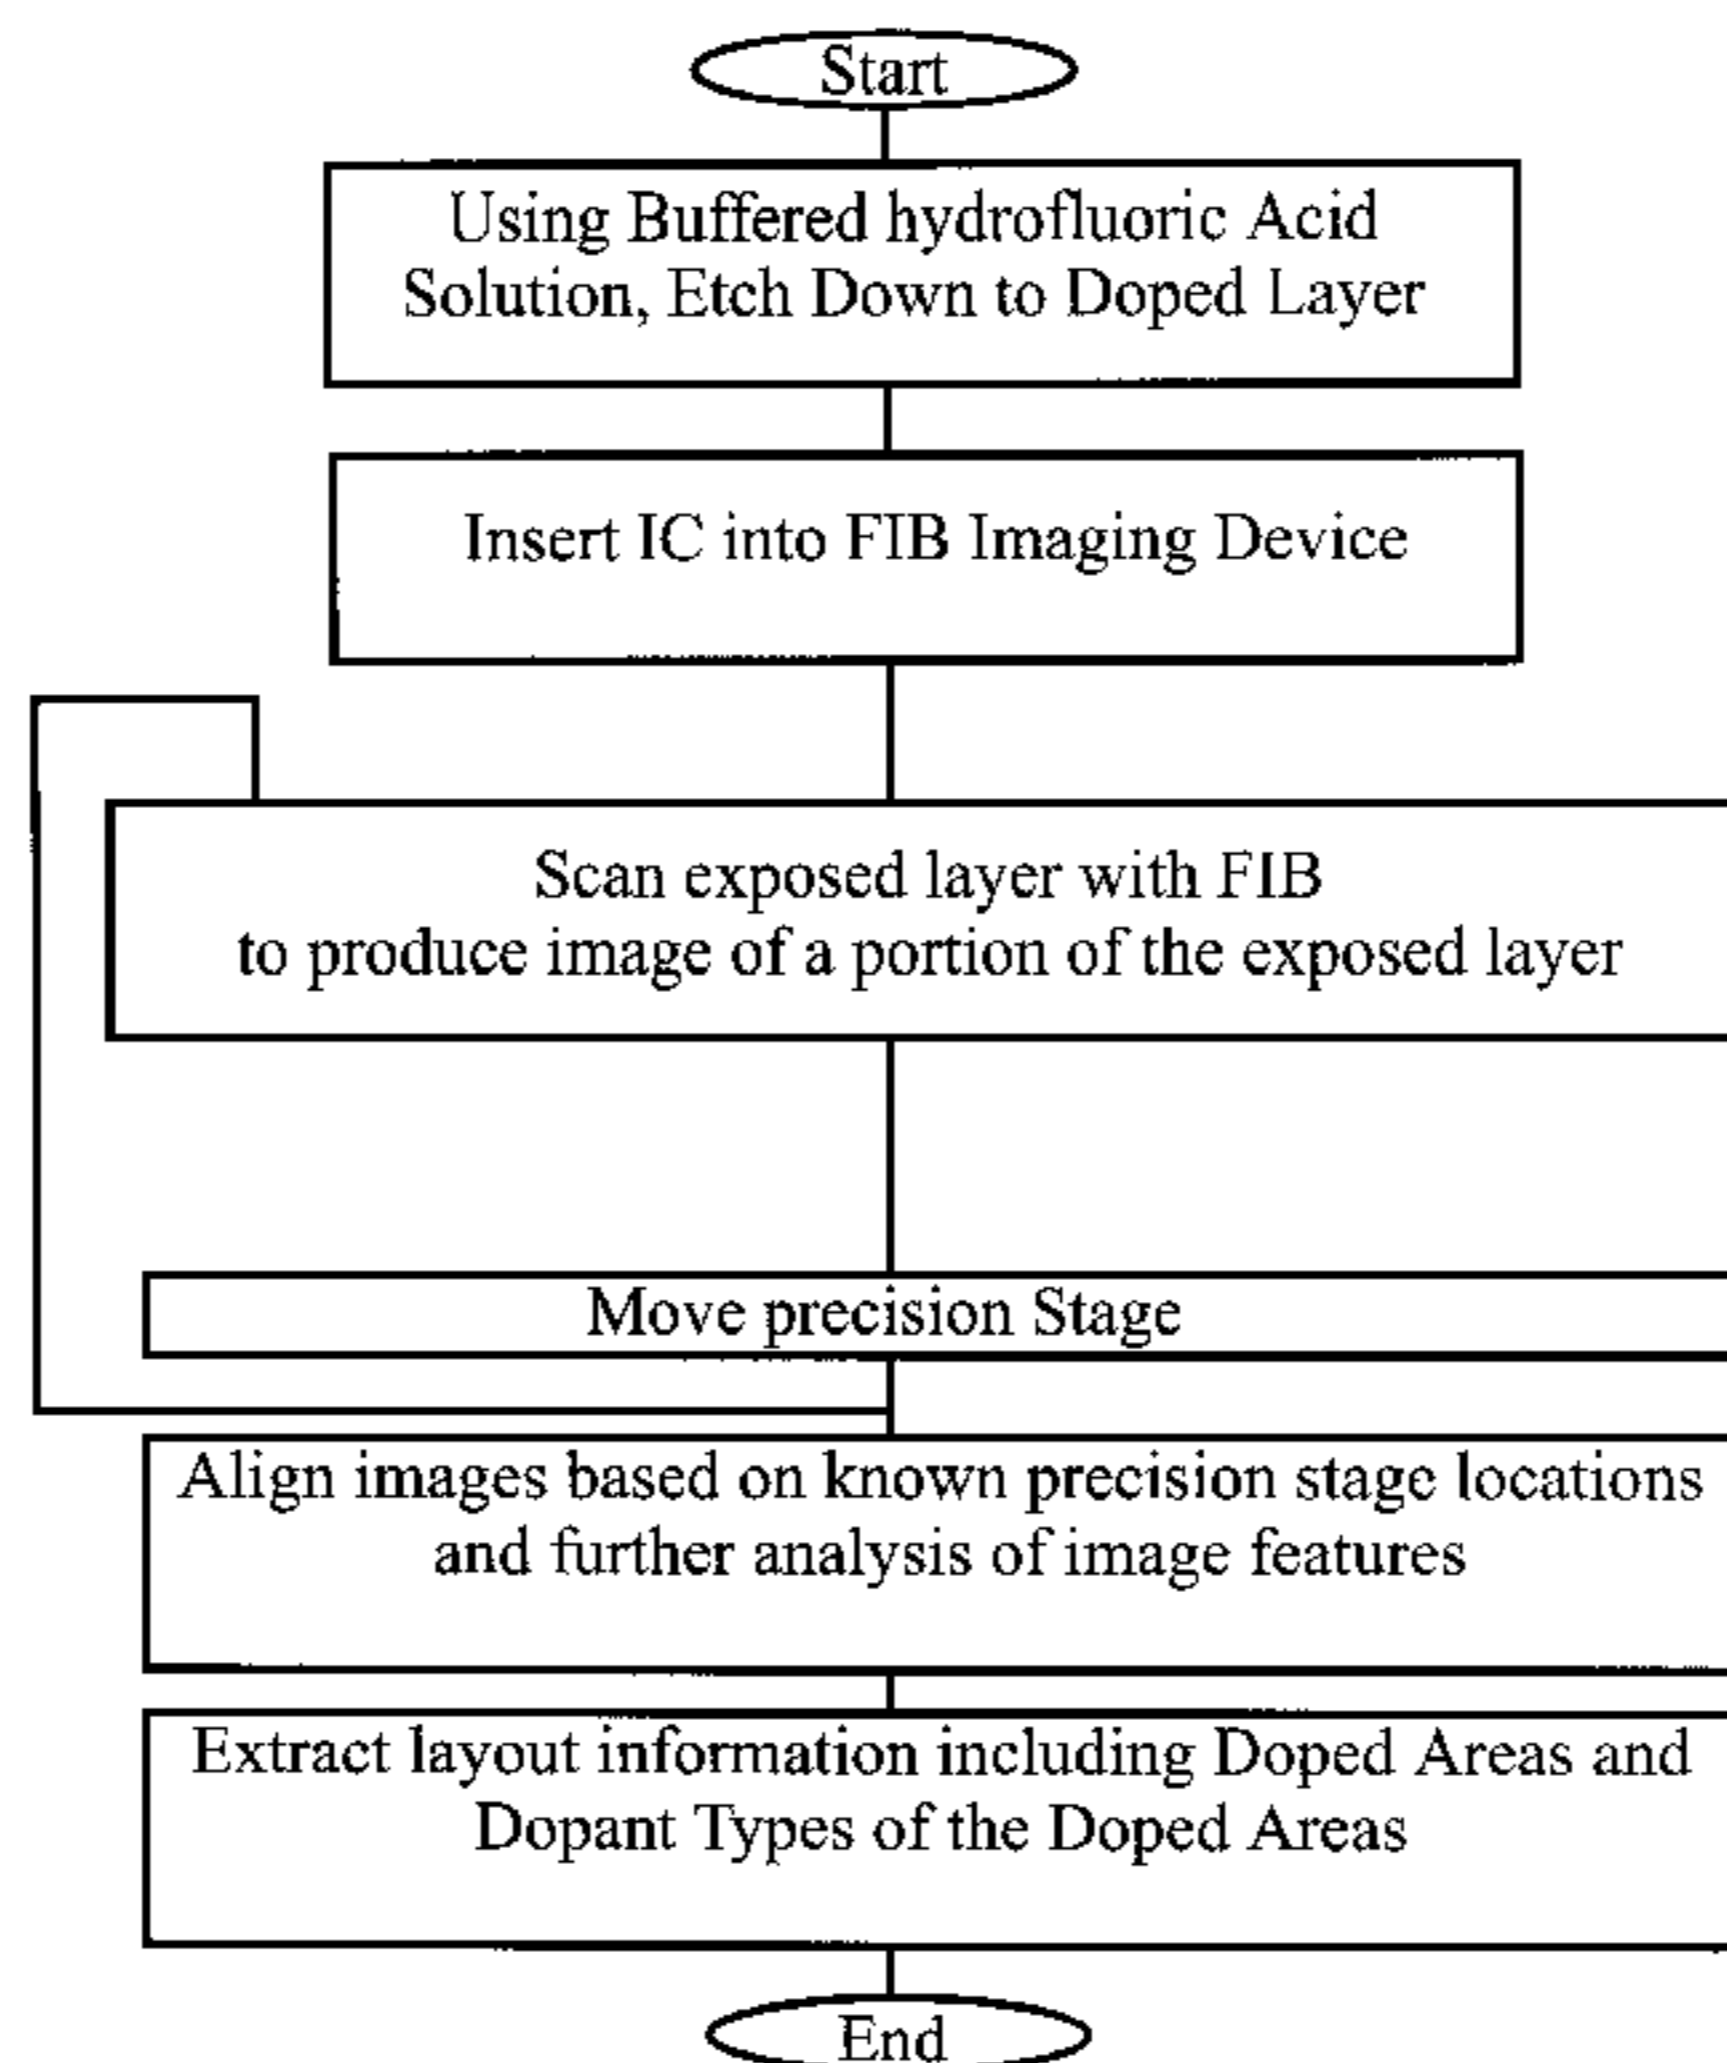 Start
Using Buffered hydrofluoric Acid
Solution, Etch Down to Doped Layer
Insert IC into FIB Imaging Device
Scan exposed layer with FIB
to produce image of a portion of the exposed layer
Move precision Stage
Align images based on known precision stage locations
and further analysis of image features
Extract layout information including Doped Areas and
Dopant Types of the Doped Areas
End